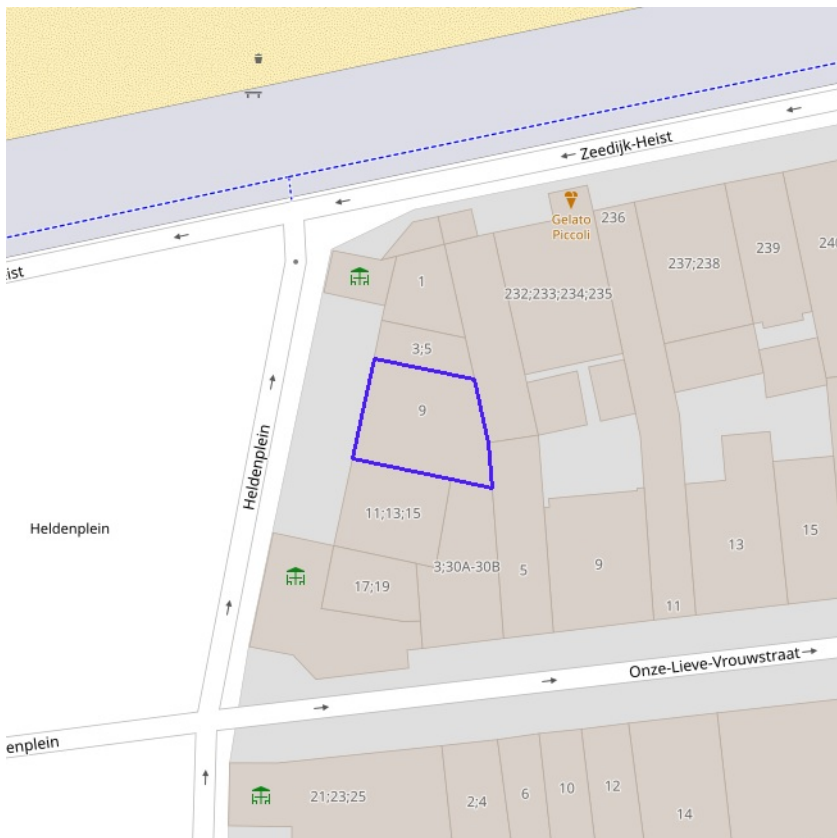 Zeedijk-Heist
ist
Gelato
Piccoli
236
239
240
237;238
1
232;233;234;235
3;5
9
Heldenplein
Heldenplein
11;13;15
17;19
3;30A-30B
5
9
13
15
11
Onze-Lieve-Vrouwstraat
enplein
21;23;25
2;4
6
10
12
14